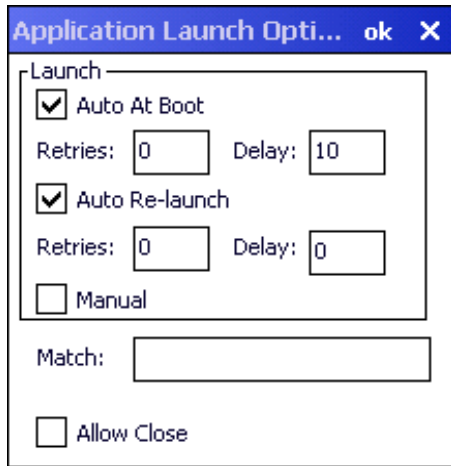 Application Launch Opti... ok
Launch
Auto At Boot
Retries: 0 Delay: 10
Auto Re-launch
Retries: 0 Delay: 0
Manual
Match:
Allow Close